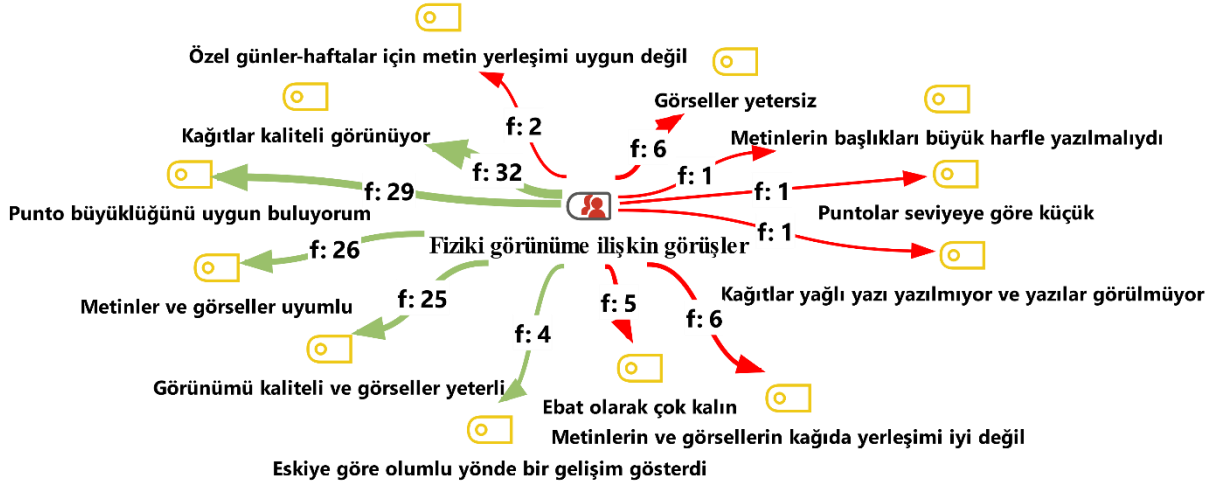 Özel günler-haftalar için metin yerleşimi uygun değil
f: 2
Görseller yetersiz
f: 6
Kağıtlar kaliteli görünüyor
f: 32
Metinlerin başlıkları büyük harfle yazılmalıydı
f: 1
Punto büyüklüğünü uygun buluyorum
f: 29
Puntolar seviyeye göre küçük
f: 1
Fiziki görünüme ilişkin görüşler
Kağıtlar yağlı yazı yazılmıyor ve yazılar görülmüyor
f: 1
Metinler ve görseller uyumlu
f: 26
Görünümü kaliteli ve görseller yeterli
f: 25
Eskiye göre olumlu yönde bir gelişim gösterdi
f: 4
Ebat olarak çok kalın
f: 5
Metinlerin ve görsellerin kağıda yerleşimi iyi değil
f: 6